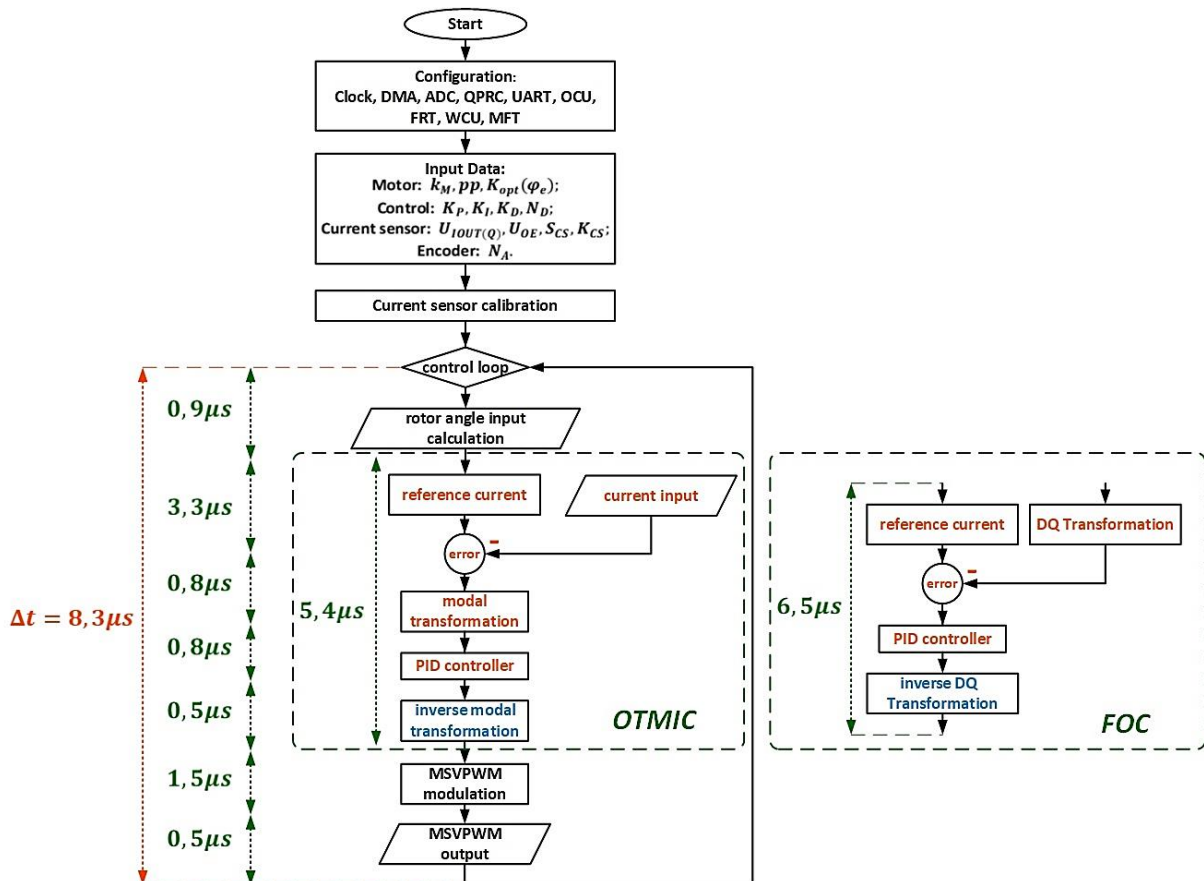 Start
Configuration:
Clock, DMA, ADC, QPRC, UART, OCU,
FRT, WCU, MFT
Input Data:
Motor: k_M, pp, K_opt(φ_e);
Control: K_P, K_I, K_D, N_D;
Current sensor: U_IOUT(Q), U_OE, S_CS, K_CS;
Encoder: N_A.
Current sensor calibration
control loop
0,9μs
rotor angle input
calculation
3,3μs
reference current
current input
reference current
DQ Transformation
error
-
error
-
0,8μs
Δt = 8,3μs
5,4μs
modal
transformation
6,5μs
0,8μs
PID controller
PID controller
0,5μs
inverse modal
transformation
OTMIC
inverse DQ
Transformation
FOC
1,5μs
MSVPWM
modulation
0,5μs
MSVPWM
output